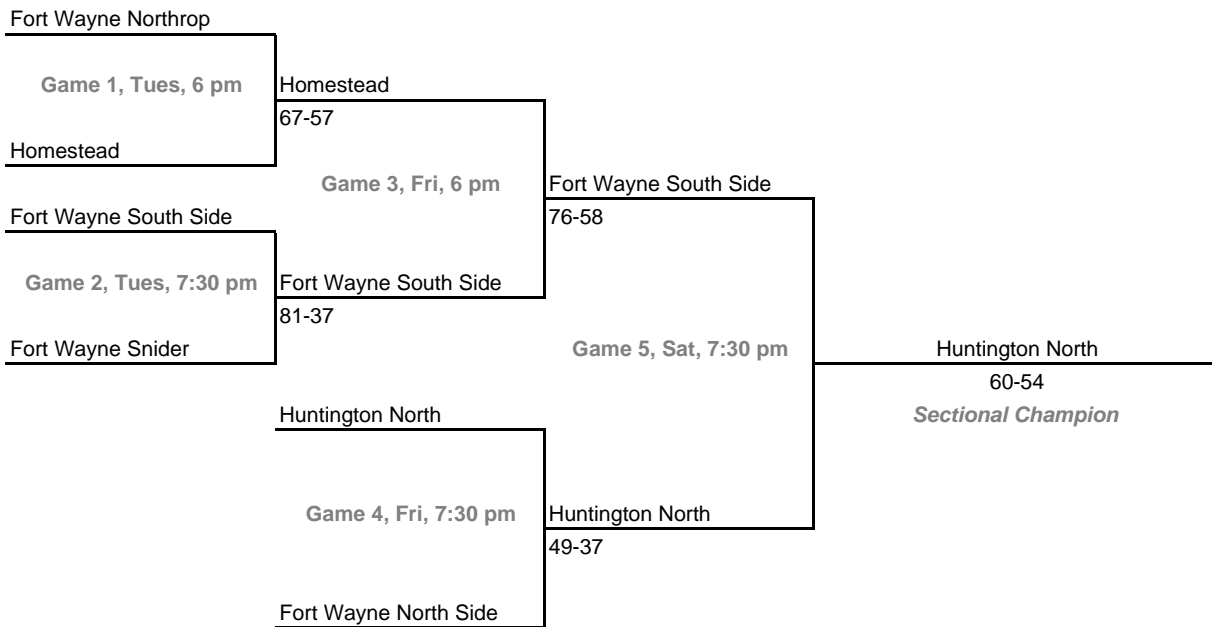 Fort Wayne Northrop
Game 1, Tues, 6 pm
Homestead
67-57
Homestead
Game 3, Fri, 6 pm
Fort Wayne South Side
Fort Wayne South Side
76-58
Game 2, Tues, 7:30 pm
Fort Wayne South Side
81-37
Fort Wayne Snider
Game 5, Sat, 7:30 pm
Huntington North
60-54
Huntington North
Sectional Champion
Game 4, Fri, 7:30 pm
Huntington North
49-37
Fort Wayne North Side